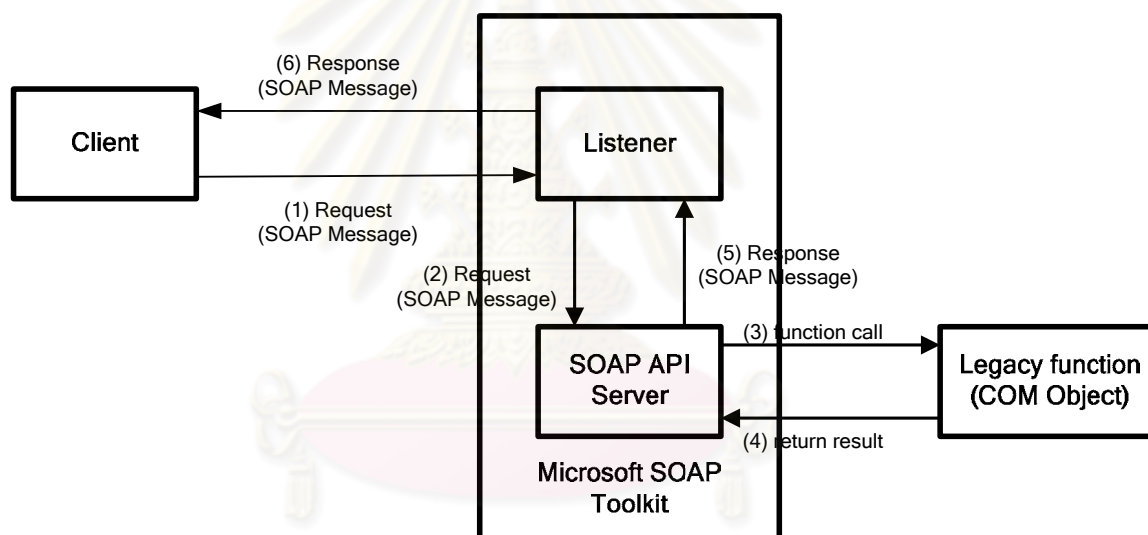 (6) Response
(SOAP Message)
Client
Listener
(1) Request
(SOAP Message)
(2) Request
(SOAP Message)
(5) Response
(SOAP Message)
(3) function call
SOAP API
Server
Legacy function
(COM Object)
(4) return result
Microsoft SOAP
Toolkit